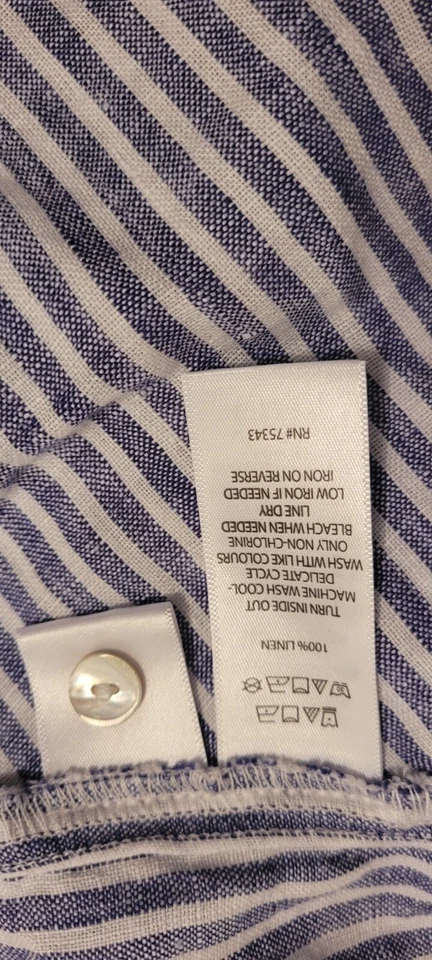 100% LINEN
TURN INSIDE OUT
MACHINE WASH COOL-
DELICATE CYCLE
WASH WITH LIKE COLOURS
ONLY NON-CHLORINE
BLEACH WHEN NEEDED
LINE DRY
LOW IRON IF NEEDED
IRON ON REVERSE
RN# 75343